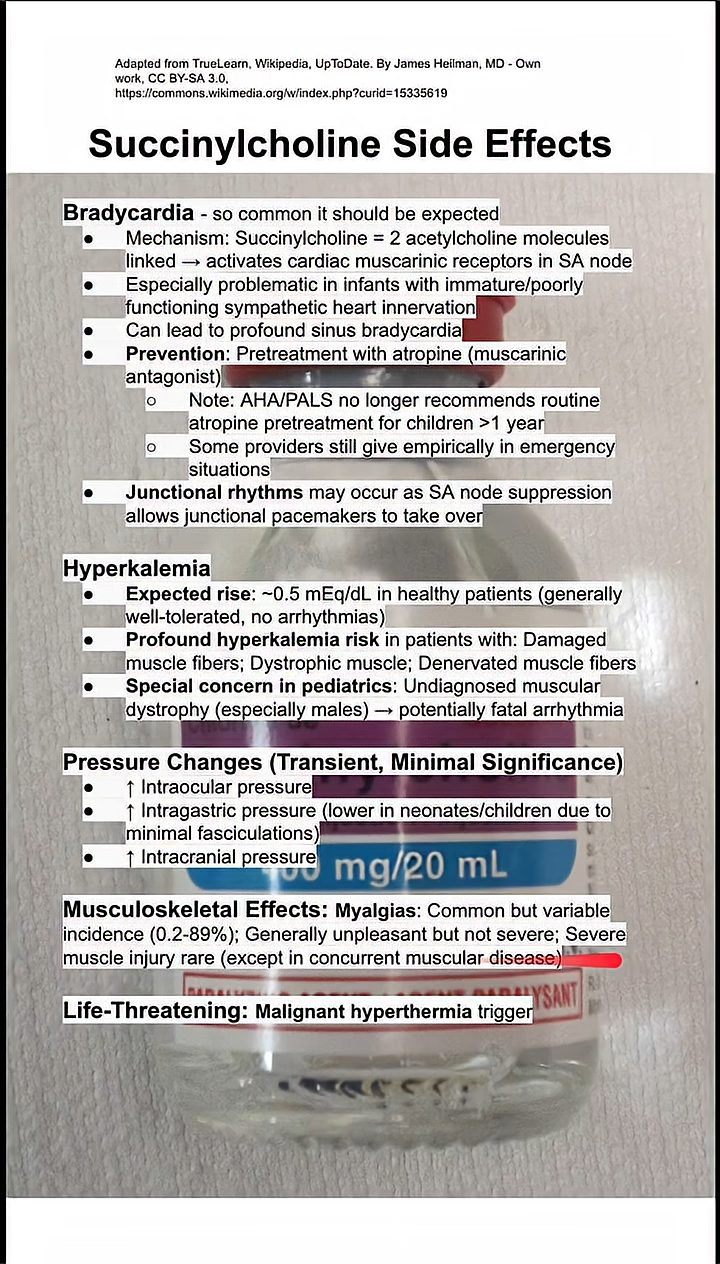 Adapted from TrueLearn, Wikipedia, UpToDate. By James Heilman, MD - Own
work, CC BY-SA 3.0,
https://commons.wikimedia.org/w/index.php?curid=15335619
Succinylcholine Side Effects
Bradycardia - so common it should be expected
● Mechanism: Succinylcholine = 2 acetylcholine molecules
linked → activates cardiac muscarinic receptors in SA node
● Especially problematic in infants with immature/poorly
functioning sympathetic heart innervation
● Can lead to profound sinus bradycardia
● Prevention: Pretreatment with atropine (muscarinic
antagonist)
○ Note: AHA/PALS no longer recommends routine
atropine pretreatment for children >1 year
○ Some providers still give empirically in emergency
situations
● Junctional rhythms may occur as SA node suppression
allows junctional pacemakers to take over
Hyperkalemia
● Expected rise: ~0.5 mEq/dL in healthy patients (generally
well-tolerated, no arrhythmias)
● Profound hyperkalemia risk in patients with: Damaged
muscle fibers; Dystrophic muscle; Denervated muscle fibers
● Special concern in pediatrics: Undiagnosed muscular
dystrophy (especially males) → potentially fatal arrhythmia
Pressure Changes (Transient, Minimal Significance)
● ↑ Intraocular pressure
● ↑ Intragastric pressure (lower in neonates/children due to
minimal fasciculations)
● ↑ Intracranial pressure
mg/20 mL
Musculoskeletal Effects: Myalgias: Common but variable
incidence (0.2-89%); Generally unpleasant but not severe; Severe
muscle injury rare (except in concurrent muscular disease)
Life-Threatening: Malignant hyperthermia trigger